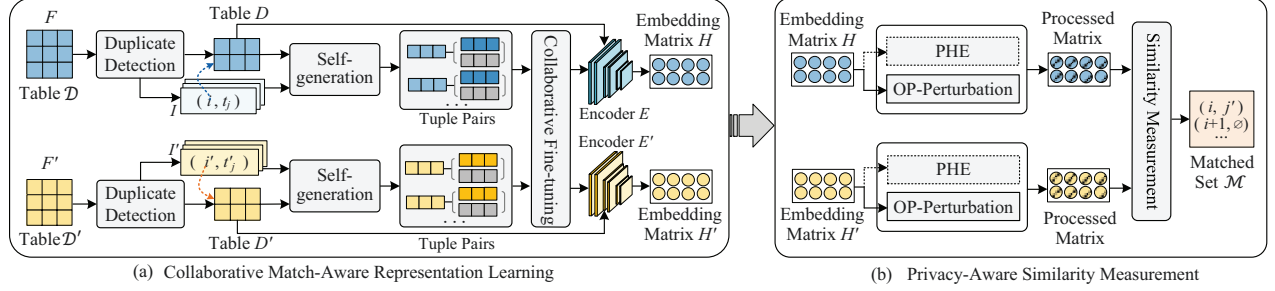 F
Table 𝒟
Duplicate
Detection
Table D
I
( i, t_j )
Self-
generation
Tuple Pairs
. . .
Collaborative Fine-tuning
Encoder E
Embedding
Matrix H
F'
Table 𝒟'
Duplicate
Detection
I'
( j', t'_j )
Table D'
Self-
generation
. . . .
Tuple Pairs
Encoder E'
Embedding
Matrix H'
(a) Collaborative Match-Aware Representation Learning
Embedding
Matrix H
PHE
OP-Perturbation
Processed
Matrix
Embedding
Matrix H'
PHE
OP-Perturbation
Processed
Matrix
Similarity Measurement
( i, j')
( i+1, ∅)
...
Matched
Set ℳ
(b) Privacy-Aware Similarity Measurement